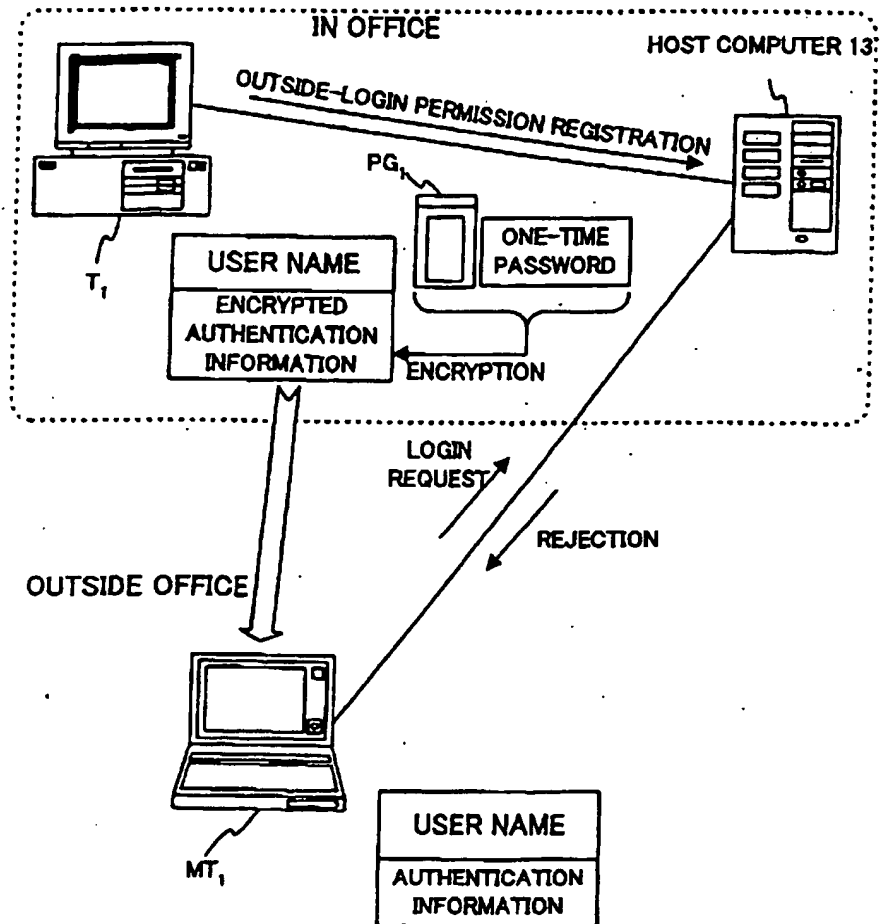 IN OFFICE
HOST COMPUTER 13
OUTSIDE-LOGIN PERMISSION REGISTRATION
PG1
T1
USER NAME
ENCRYPTED
AUTHENTICATION
INFORMATION
ONE-TIME
PASSWORD
ENCRYPTION
LOGIN
REQUEST
REJECTION
OUTSIDE OFFICE
MT1
USER NAME
AUTHENTICATION
INFORMATION